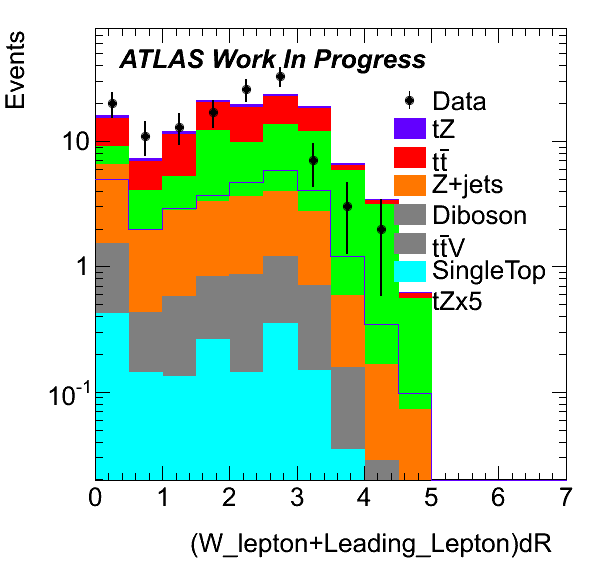 Events
ATLAS Work In Progress
Data
tZ
tt̄
Z+jets
Diboson
tt̄V
SingleTop
tZx5
10
1
10⁻¹
0 1 2 3 4 5 6 7
(W_lepton+Leading_Lepton)dR